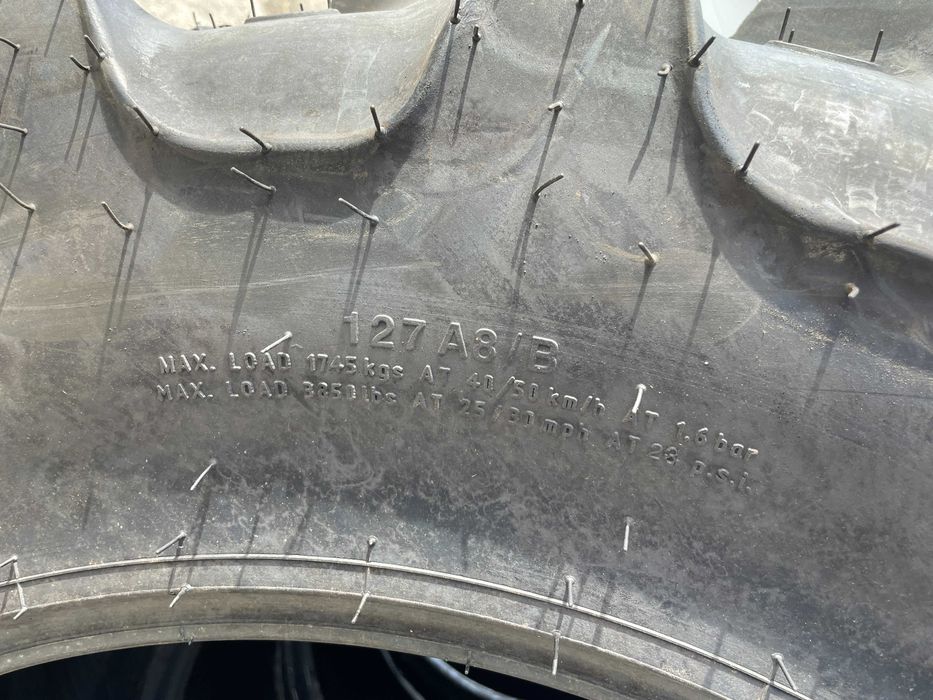 127 A8/B
MAX. LOAD 1745 kgs AT 40/50 km/h AT 1.6 bar
MAX. LOAD 3850 lbs AT 25/30 mph AT 23 p.s.i.